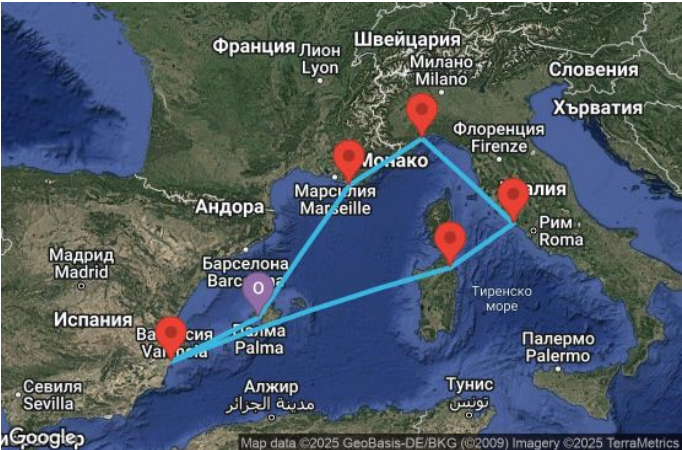 Франция
Лион
Lyon
Швейцария
Милано
Milano
Словения
Хърватия
Монако
Флоренция
Firenze
Марсилия
Marseille
Андора
Рим
Roma
Мадрид
Madrid
Барселона
Испания
Тиренско
море
O
Палма
Palma
Палермо
Palermo
Севиля
Sevilla
Алжир
مدينة الجزائر
Тунис
تونس
Google
Map data ©2025 GeoBasis-DE/BKG (©2009) Imagery ©2025 TerraMetrics